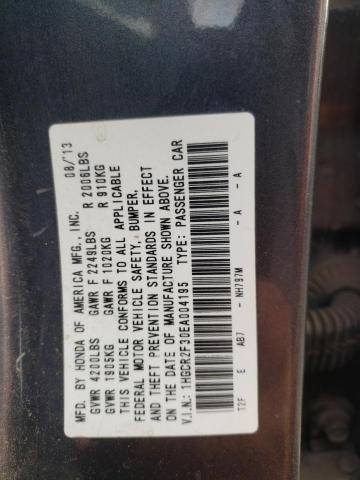 MFD. BY HONDA OF AMERICA MFG., INC. 08/'13
GVWR 4200LBS GAWR F 2249LBS R 2006LBS
GVWR 1905KG GAWR F 1020KG R 910KG
THIS VEHICLE CONFORMS TO ALL APPLICABLE
FEDERAL MOTOR VEHICLE SAFETY, BUMPER,
AND THEFT PREVENTION STANDARDS IN EFFECT
ON THE DATE OF MANUFACTURE SHOWN ABOVE.
V.I.N.: 1HGCR2F30EA004195 TYPE: PASSENGER CAR
T2F E AB7 - NH797M - A - A